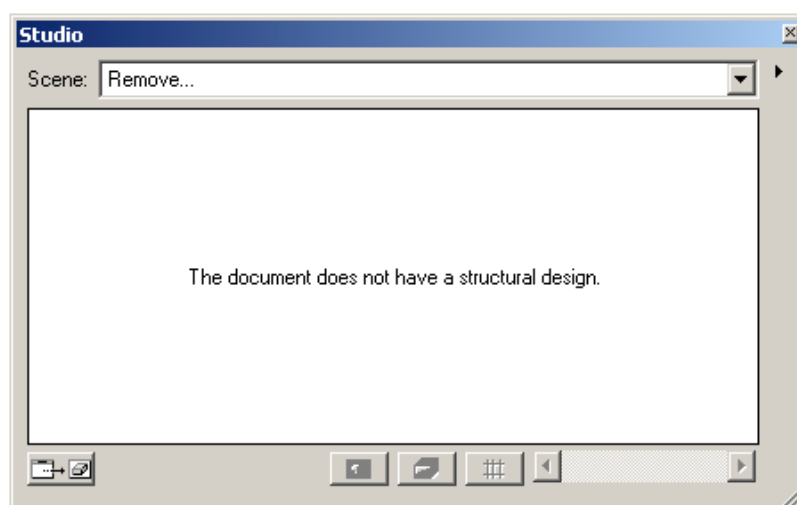 Studio
Scene: Remove...
The document does not have a structural design.